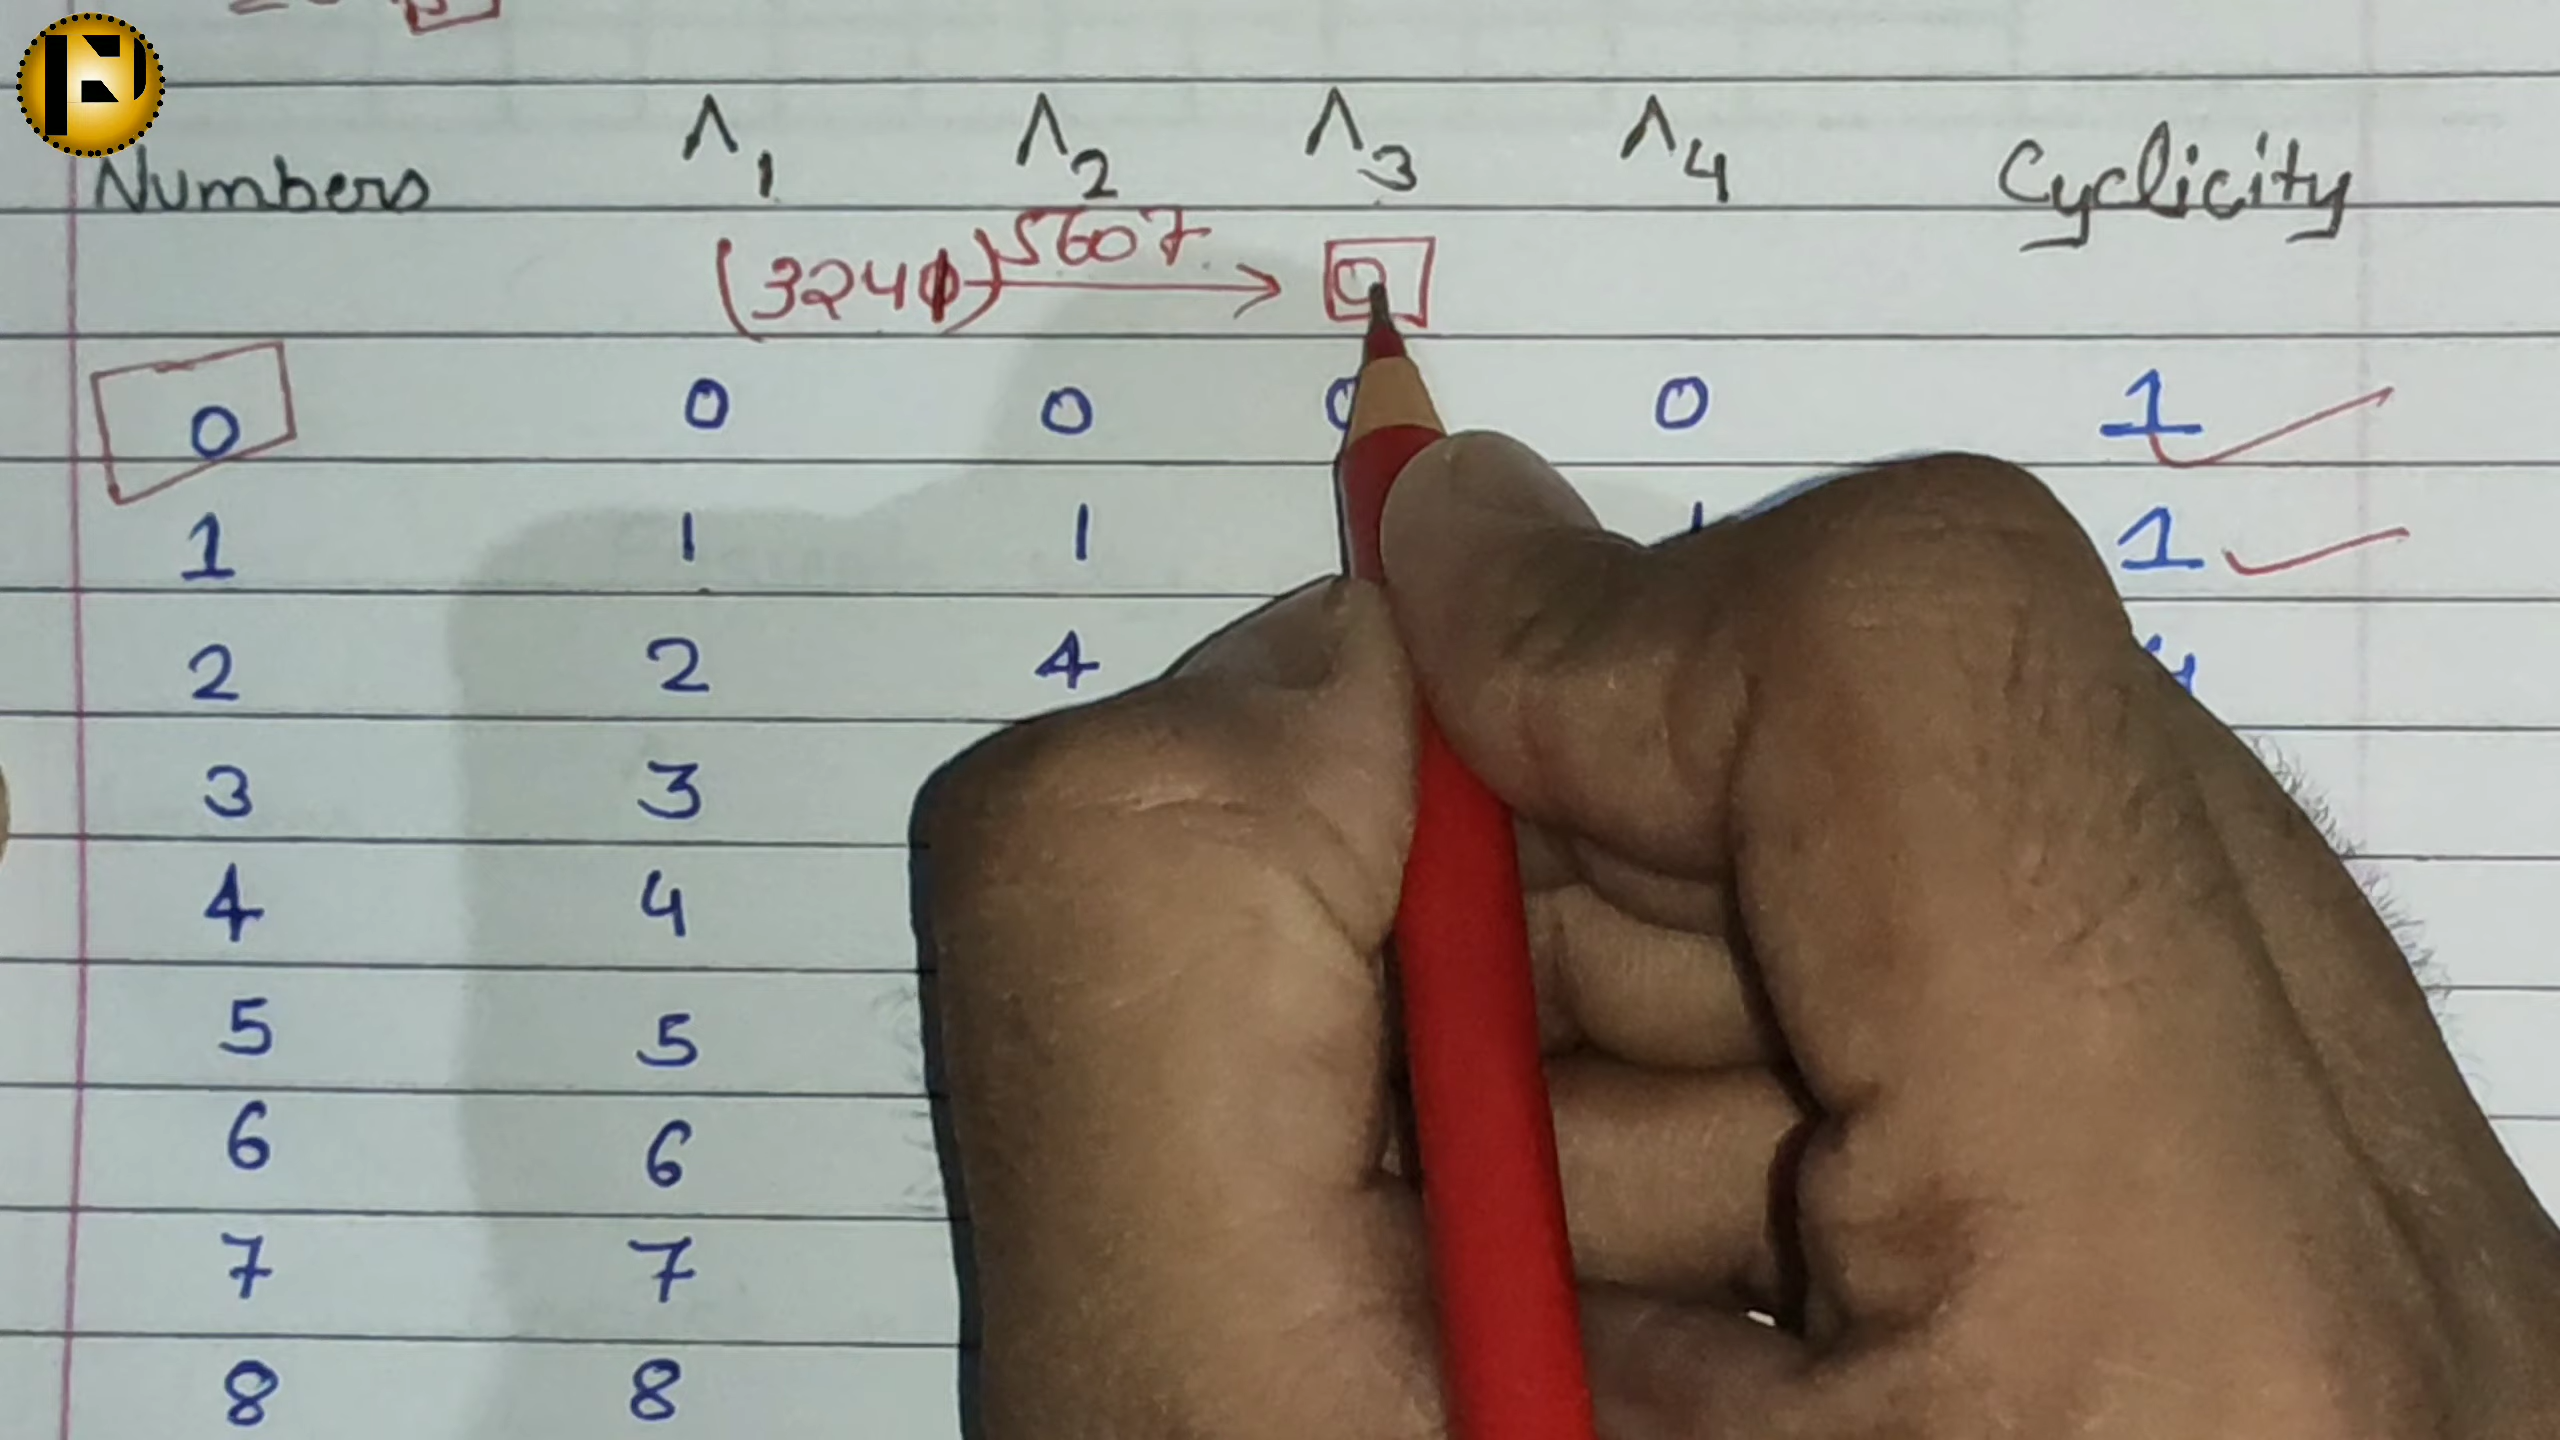 Numbers ^1 ^2 ^3 ^4 Cyclicity
(3240)5607 → 0
0 0 0 0 0 1
1 1 1 1
2 2 4
3 3
4 4
5 5
6 6
7 7
8 8